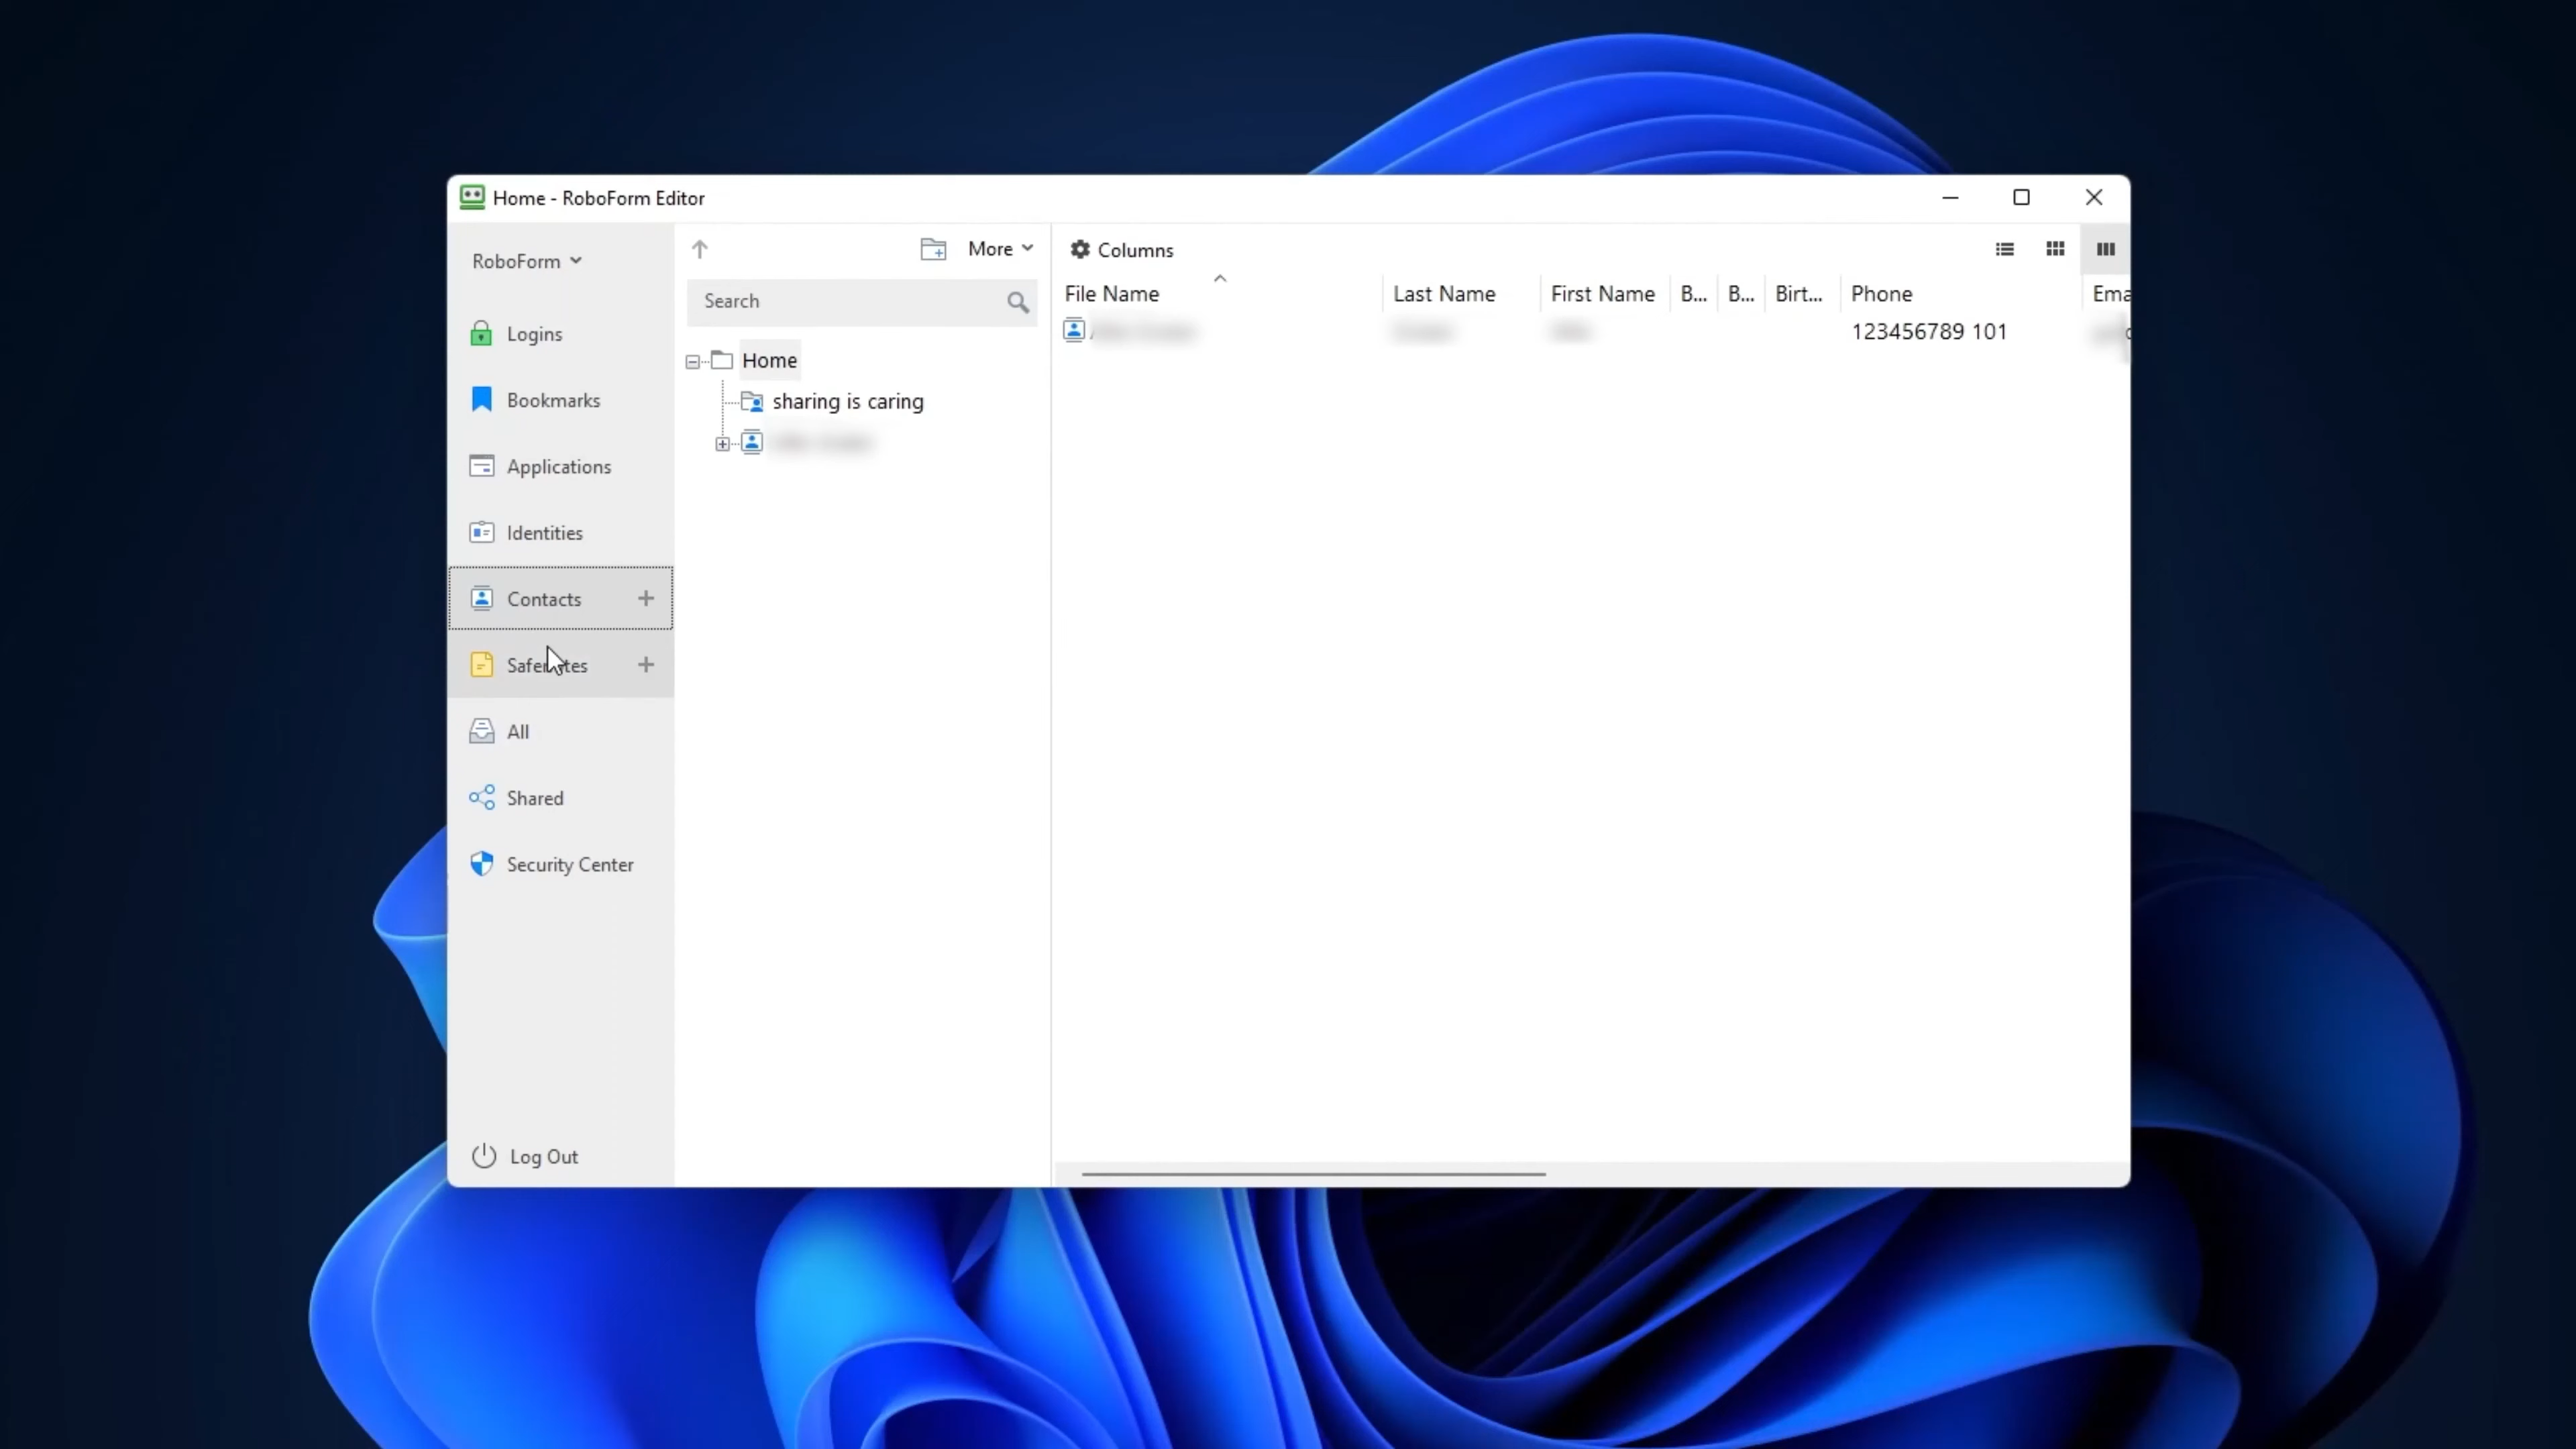 Home - RoboForm Editor
RoboForm
Logins
Bookmarks
Applications
Identities
Contacts
All
Shared
Security Center
Log Out
More
Search
Home
sharing is caring
Columns
File Name
Last Name
First Name
B...
B...
Birt...
Phone
Ema
123456789 101